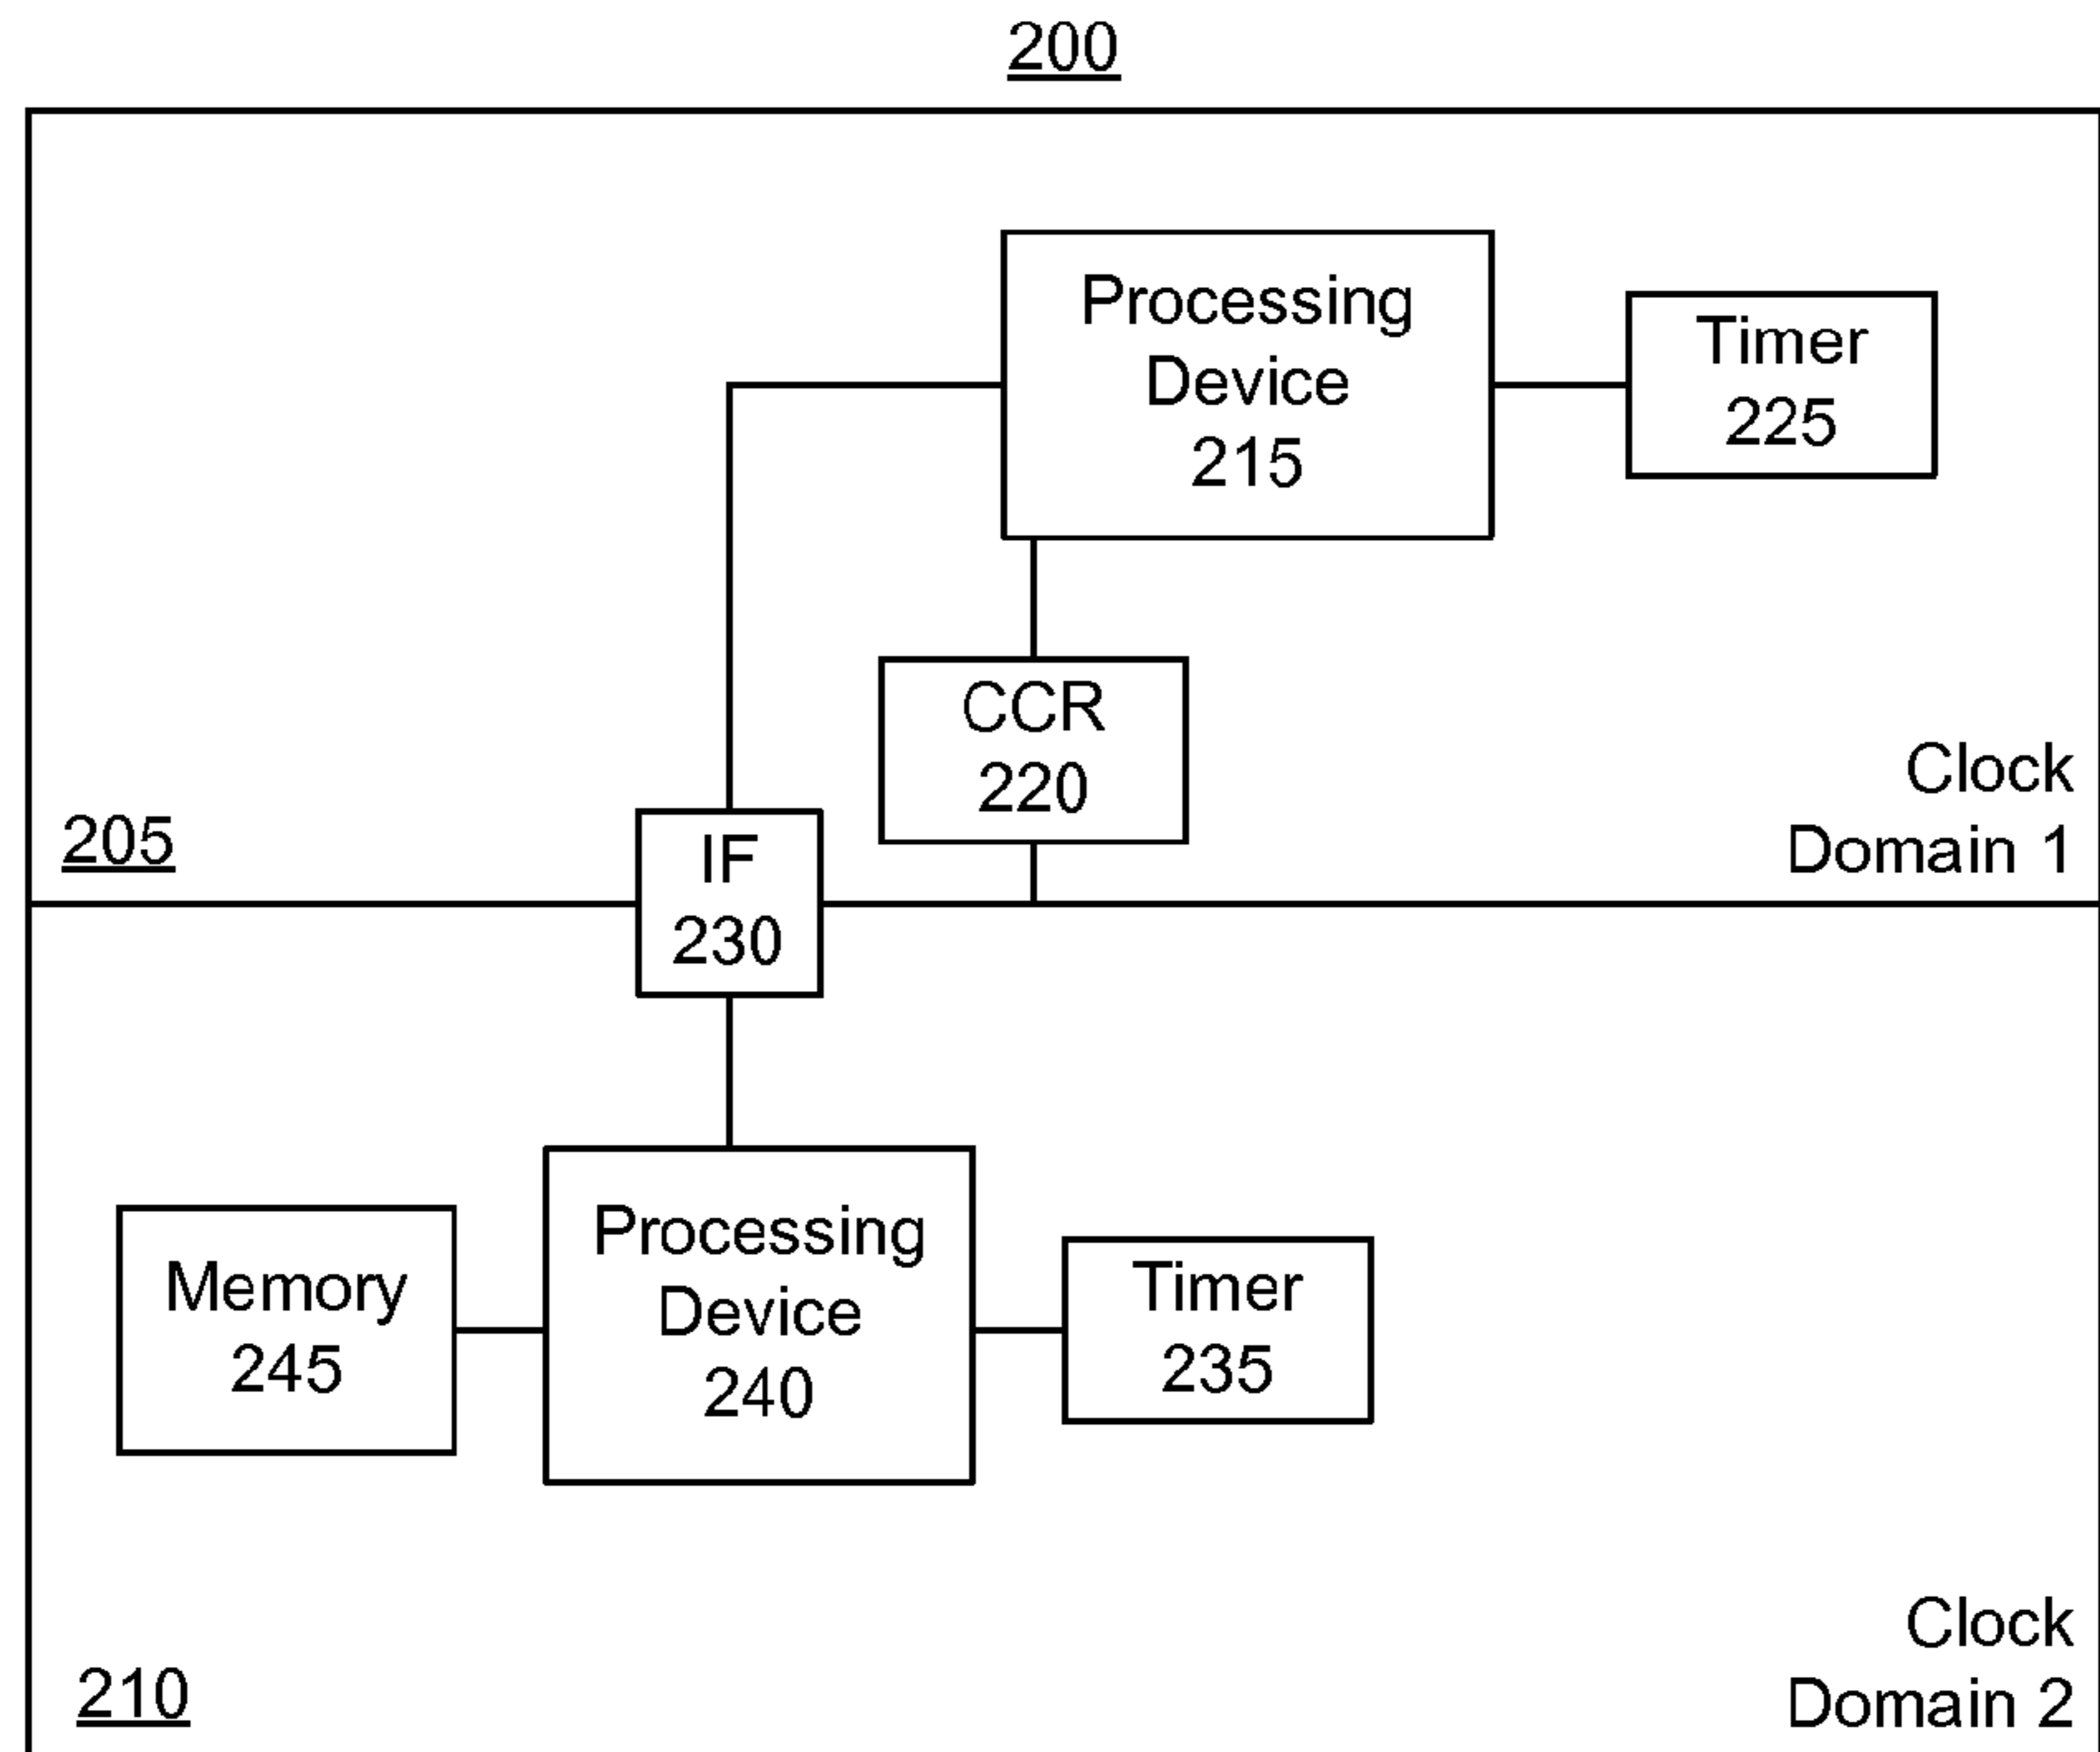 200
Processing
Device
215
Timer
225
CCR
220
Clock
Domain 1
205
IF
230
Processing
Device
240
Memory
245
Timer
235
Clock
Domain 2
210